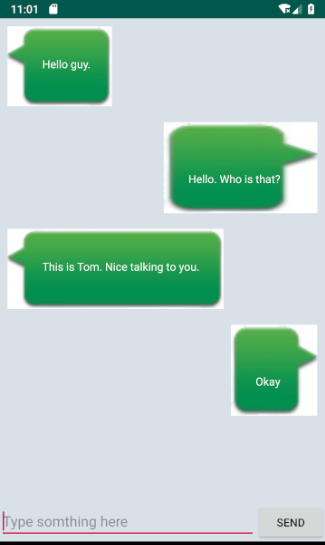 11:01
Hello guy.
Hello. Who is that?
This is Tom. Nice talking to you.
Okay
Type somthing here
SEND